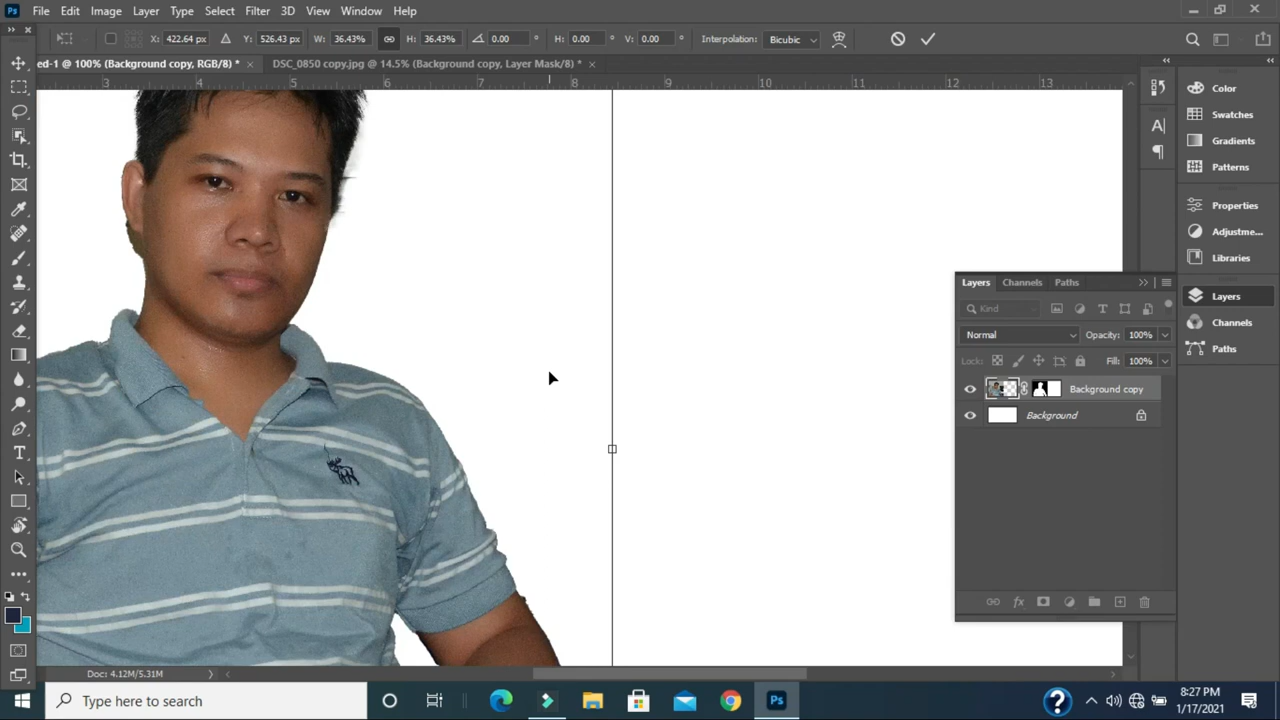 Ps File Edit Image Layer Type Select Filter 3D View Window Help
X: 422.64 px Y: 526.43 px W: 36.43% H: 36.43% 0.00 ° H: 0.00 ° V: 0.00 ° Interpolation: Bicubic
ed-1 @ 100% (Background copy, RGB/8) * × DSC_0850 copy.jpg @ 14.5% (Background copy, Layer Mask/8) * ×
3 4 5 6 7 8 9 10 11 12 13
Color
Swatches
Gradients
Patterns
Properties
Adjustme...
Libraries
Layers
Channels
Paths
Layers Channels Paths
Kind
Normal Opacity: 100%
Lock: Fill: 100%
Background copy
Background
Doc: 4.12M/5.31M
Type here to search
Ps
8:27 PM
1/17/2021